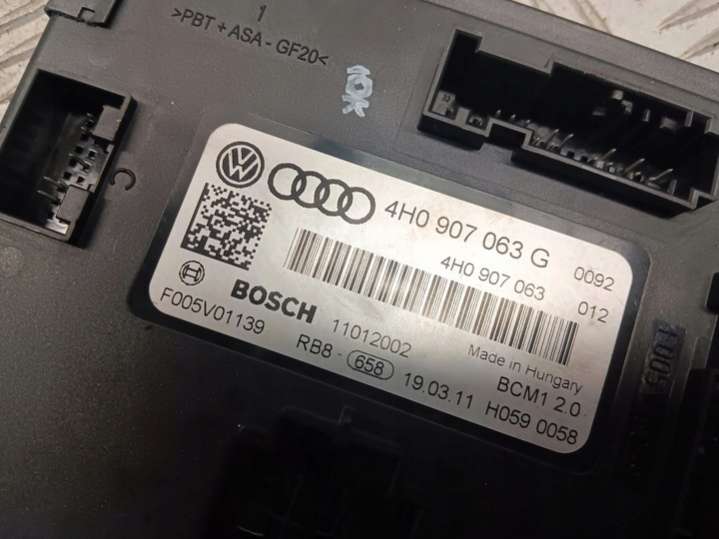 1
>PBT + ASA - GF20<
C
VW
4H0 907 063 G 0092
4H0 907 063 012
BOSCH
F005V01139 11012002 Made in Hungary
RB8 - 658 19.03.11 BCM1 2.0
H059 0058